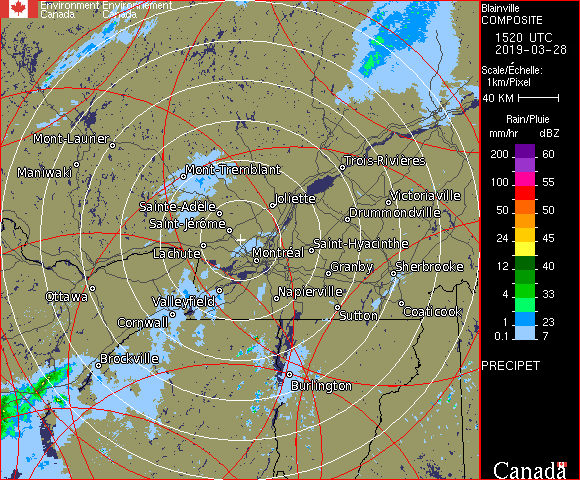 Environment Environnement
Canada Canada
Blainville
COMPOSITE
1520 UTC
2019-03-28
Scale/Échelle:
1km/Pixel
40 KM
Rain/Pluie
mm/hr dBZ
200 60
100 55
50 50
24 45
12 40
4 33
1 23
0.1 7
PRECIPET
Canada
Mont-Laurier
Maniwaki
Mont-Tremblant
Trois-Rivières
Joliette
Victoriaville
Sainte-Adèle
Drummondville
Saint-Jérôme
Saint-Hyacinthe
Lachute
Montréal
Granby
Sherbrooke
Ottawa
Valleyfield
Napierville
Cornwall
Sutton
Coaticook
Brockville
Burlington